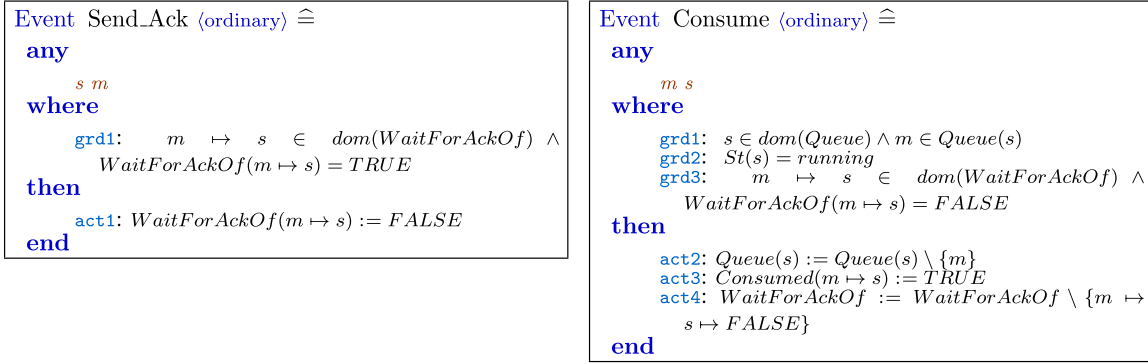 Event Send_Ack ⟨ordinary⟩ ≙
any
s m
where
grd1: m ↦ s ∈ dom(WaitForAckOf) ∧
WaitForAckOf(m ↦ s) = TRUE
then
act1: WaitForAckOf(m ↦ s) := FALSE
end
Event Consume ⟨ordinary⟩ ≙
any
m s
where
grd1: s ∈ dom(Queue) ∧ m ∈ Queue(s)
grd2: St(s) = running
grd3: m ↦ s ∈ dom(WaitForAckOf) ∧
WaitForAckOf(m ↦ s) = FALSE
then
act2: Queue(s) := Queue(s) \ {m}
act3: Consumed(m ↦ s) := TRUE
act4: WaitForAckOf := WaitForAckOf \ {m ↦
s ↦ FALSE}
end